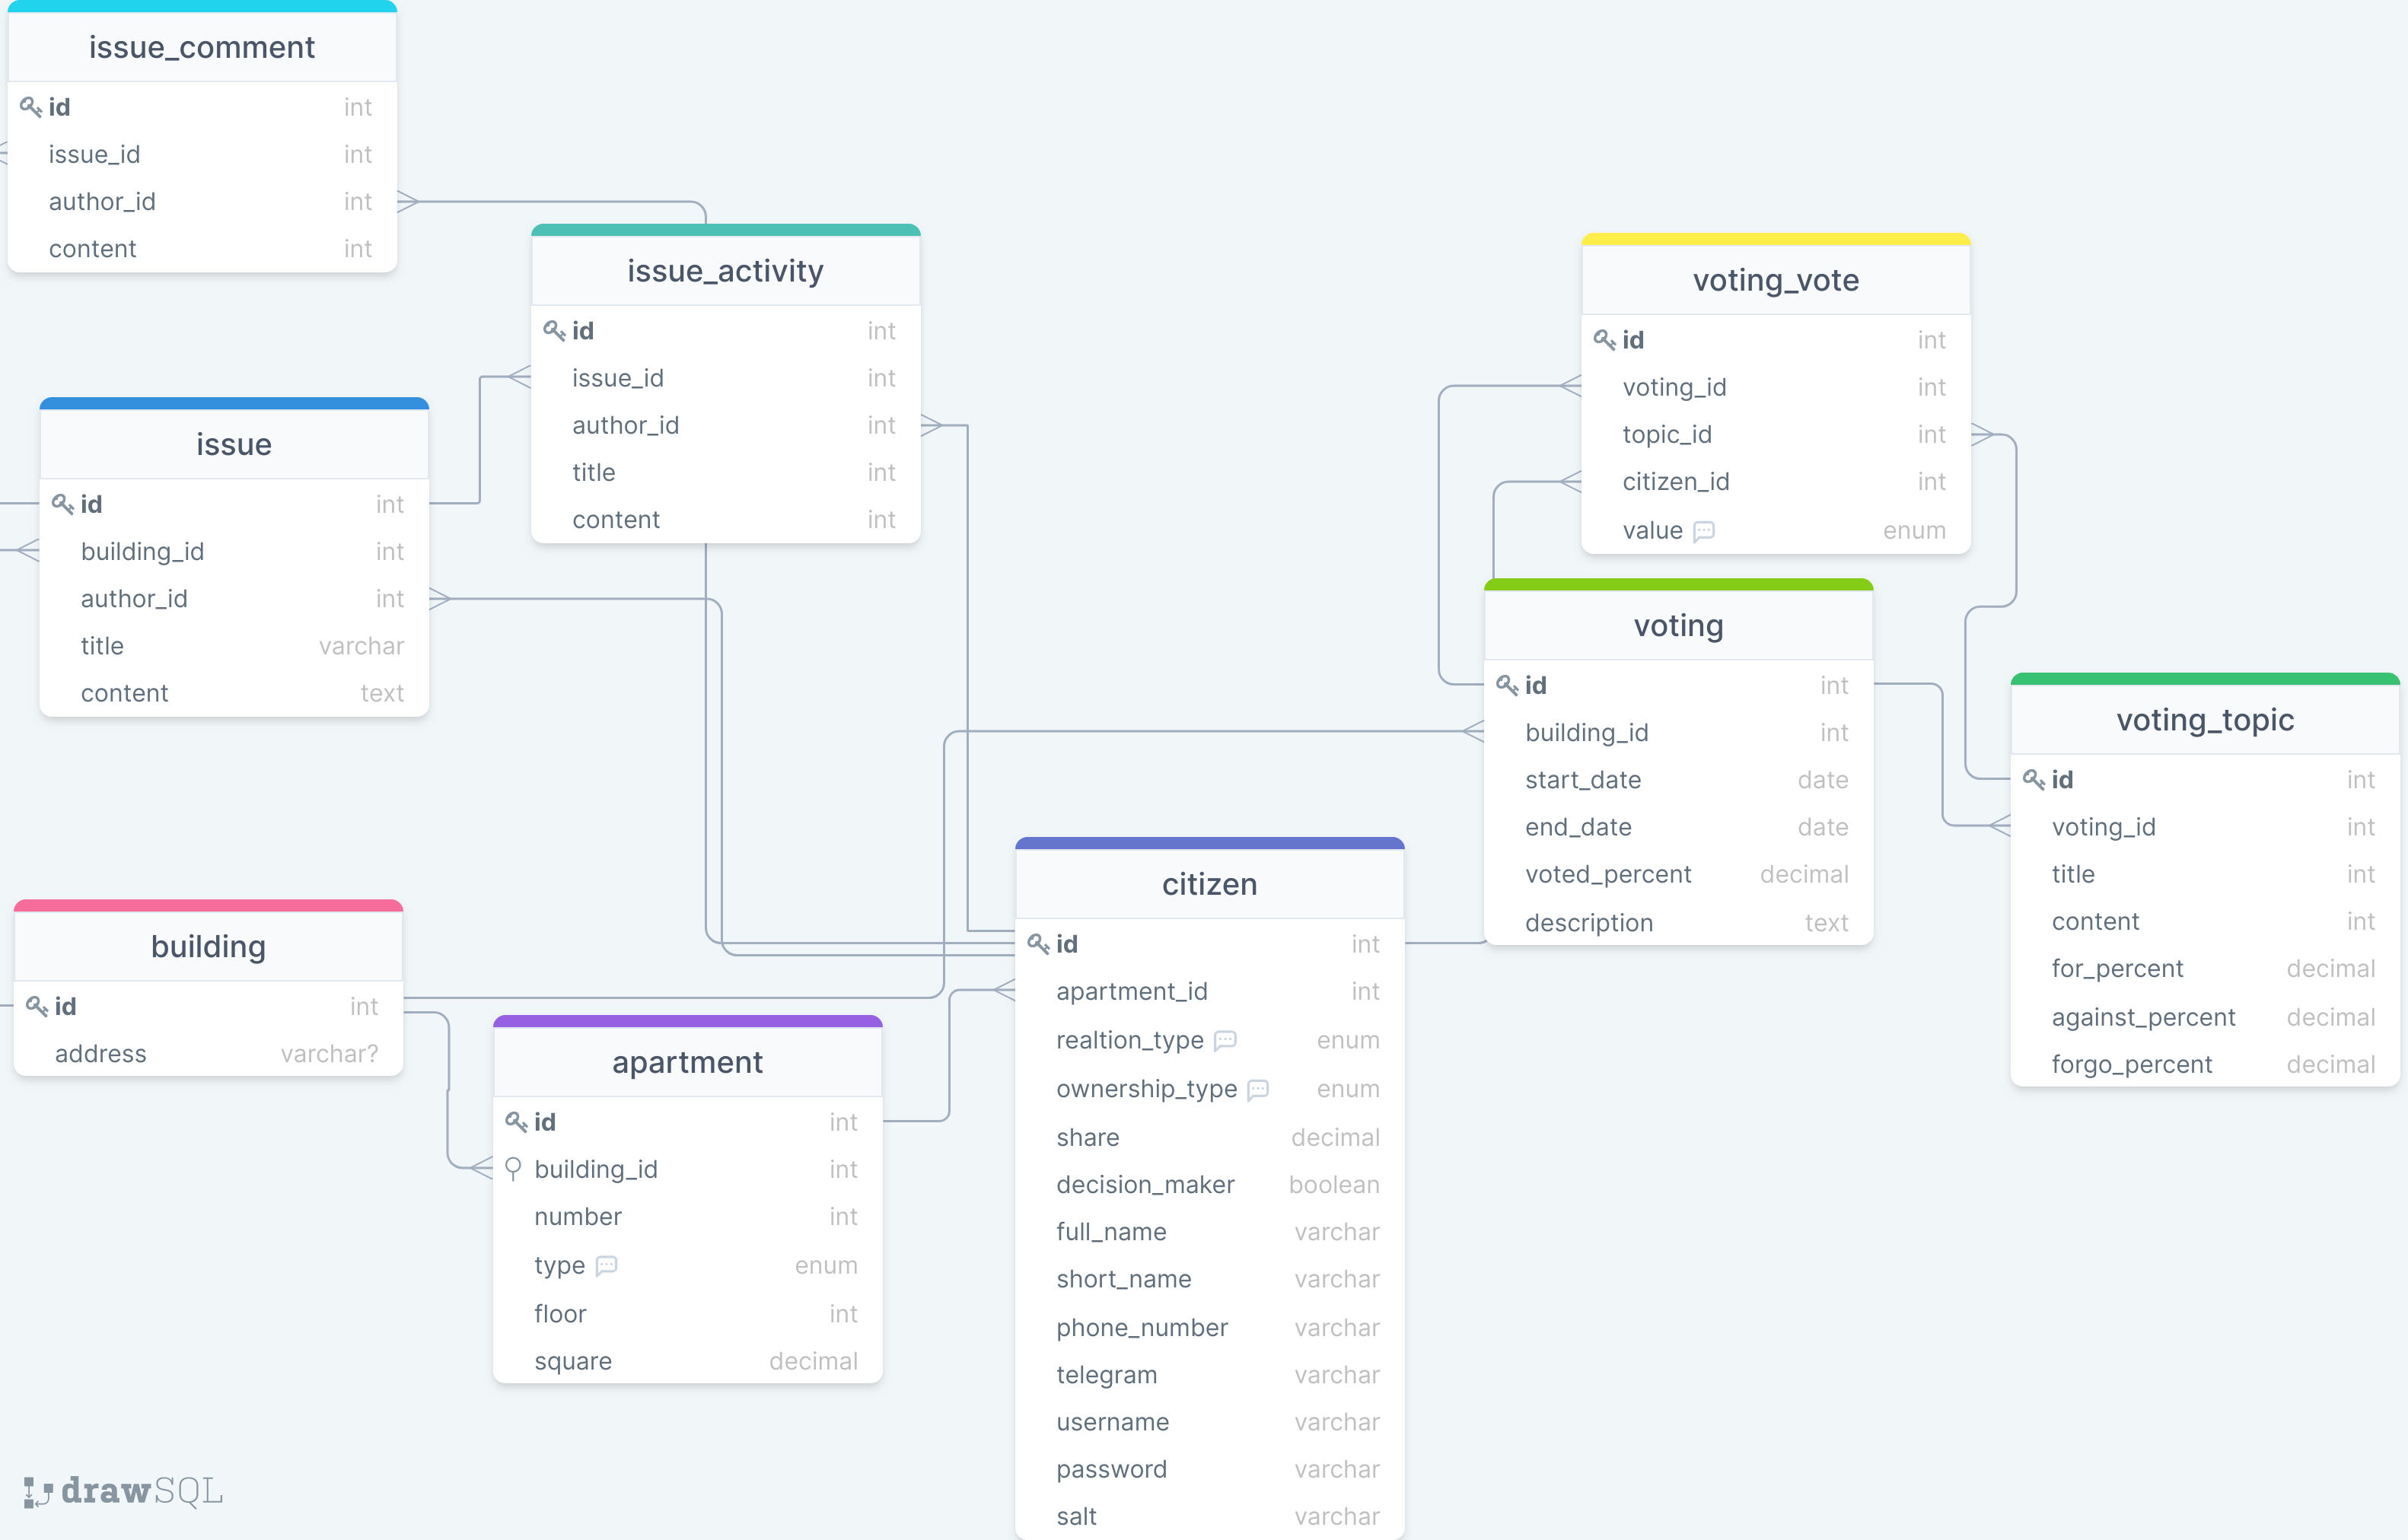 issue_comment
id int
issue_id int
author_id int
content int
issue_activity
id int
issue_id int
author_id int
title int
content int
issue
id int
building_id int
author_id int
title varchar
content text
voting_vote
id int
voting_id int
topic_id int
citizen_id int
value enum
voting
id int
building_id int
start_date date
end_date date
voted_percent decimal
description text
voting_topic
id int
voting_id int
title int
content int
for_percent decimal
against_percent decimal
forgo_percent decimal
building
id int
address varchar?
apartment
id int
building_id int
number int
type enum
floor int
square decimal
citizen
id int
apartment_id int
realtion_type enum
ownership_type enum
share decimal
decision_maker boolean
full_name varchar
short_name varchar
phone_number varchar
telegram varchar
username varchar
password varchar
salt varchar
drawSQL